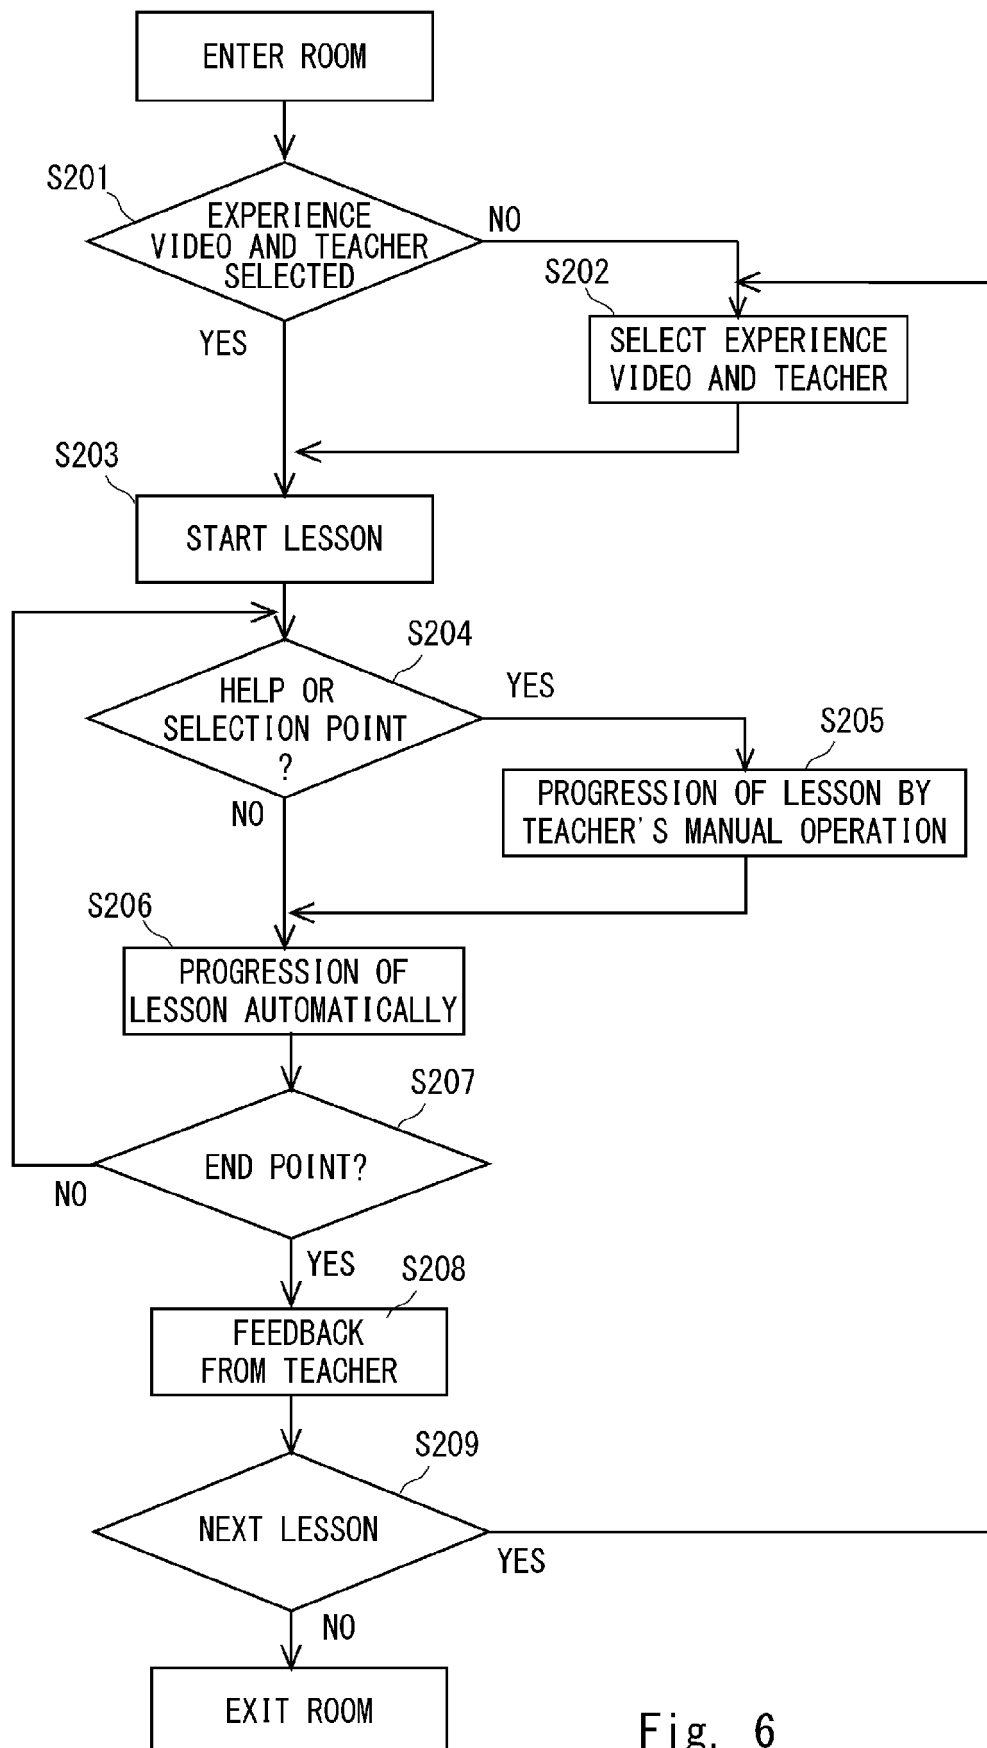 ENTER ROOM
S201
EXPERIENCE
VIDEO AND TEACHER
SELECTED
NO
YES
S202
SELECT EXPERIENCE
VIDEO AND TEACHER
S203
START LESSON
S204
HELP OR
SELECTION POINT
?
YES
NO
S205
PROGRESSION OF LESSON BY
TEACHER'S MANUAL OPERATION
S206
PROGRESSION OF
LESSON AUTOMATICALLY
S207
END POINT?
NO
YES
S208
FEEDBACK
FROM TEACHER
S209
NEXT LESSON
YES
NO
EXIT ROOM
Fig. 6